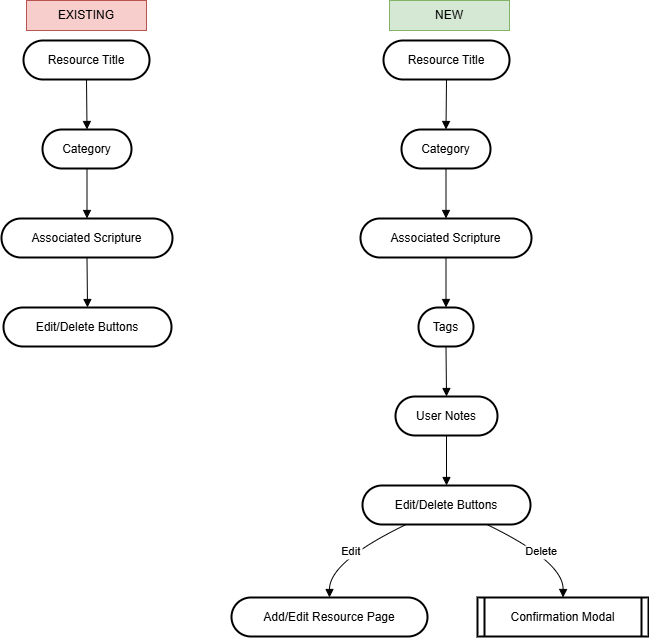 EXISTING
Resource Title
Category
Associated Scripture
Edit/Delete Buttons
NEW
Resource Title
Category
Associated Scripture
Tags
User Notes
Edit/Delete Buttons
Edit
Delete
Add/Edit Resource Page
Confirmation Modal